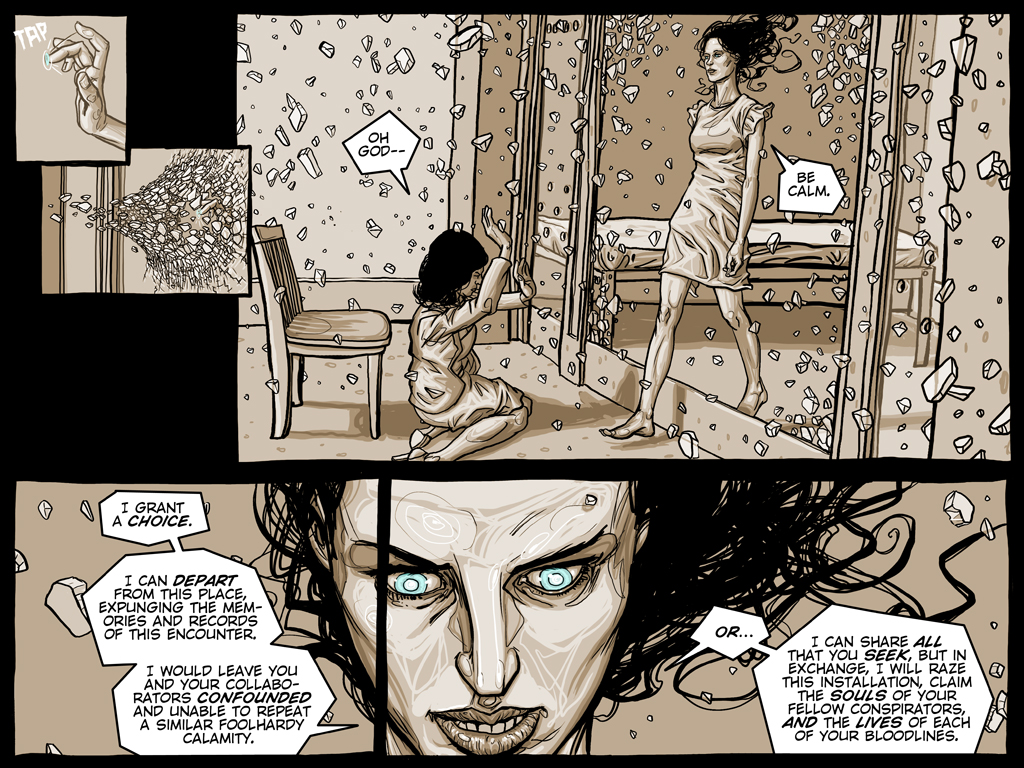 TAP
OH
GOD--
BE
CALM.
I GRANT
A CHOICE.
I CAN DEPART
FROM THIS PLACE,
EXPUNGING THE MEM-
ORIES AND RECORDS
OF THIS ENCOUNTER.
I WOULD LEAVE YOU
AND YOUR COLLABO-
RATORS CONFOUNDED
AND UNABLE TO REPEAT
A SIMILAR FOOLHARDY
CALAMITY.
OR...
I CAN SHARE ALL
THAT YOU SEEK, BUT IN
EXCHANGE, I WILL RAZE
THIS INSTALLATION, CLAIM
THE SOULS OF YOUR
FELLOW CONSPIRATORS,
AND THE LIVES OF EACH
OF YOUR BLOODLINES.